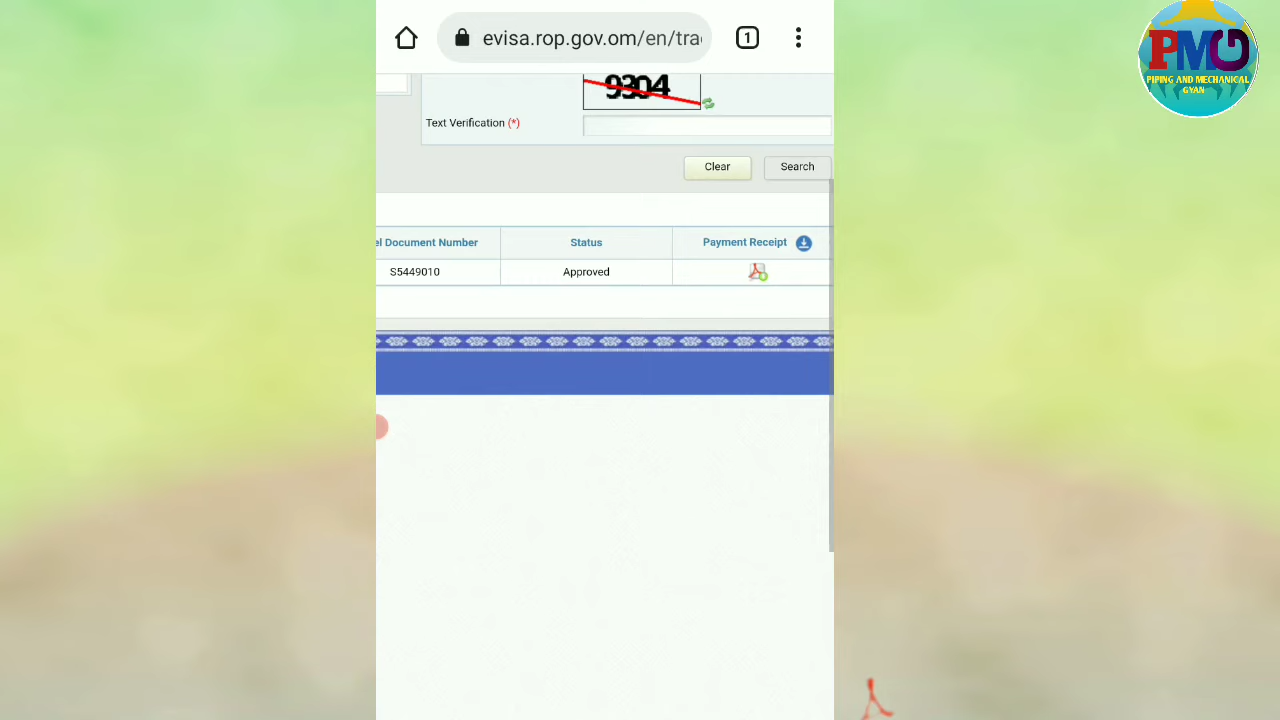 evisa.rop.gov.om/en/tra
1
PMG
PIPING AND MECHANICAL
GYAN
9304
Text Verification (*)
Clear
Search
el Document Number
Status
Payment Receipt
S5449010
Approved